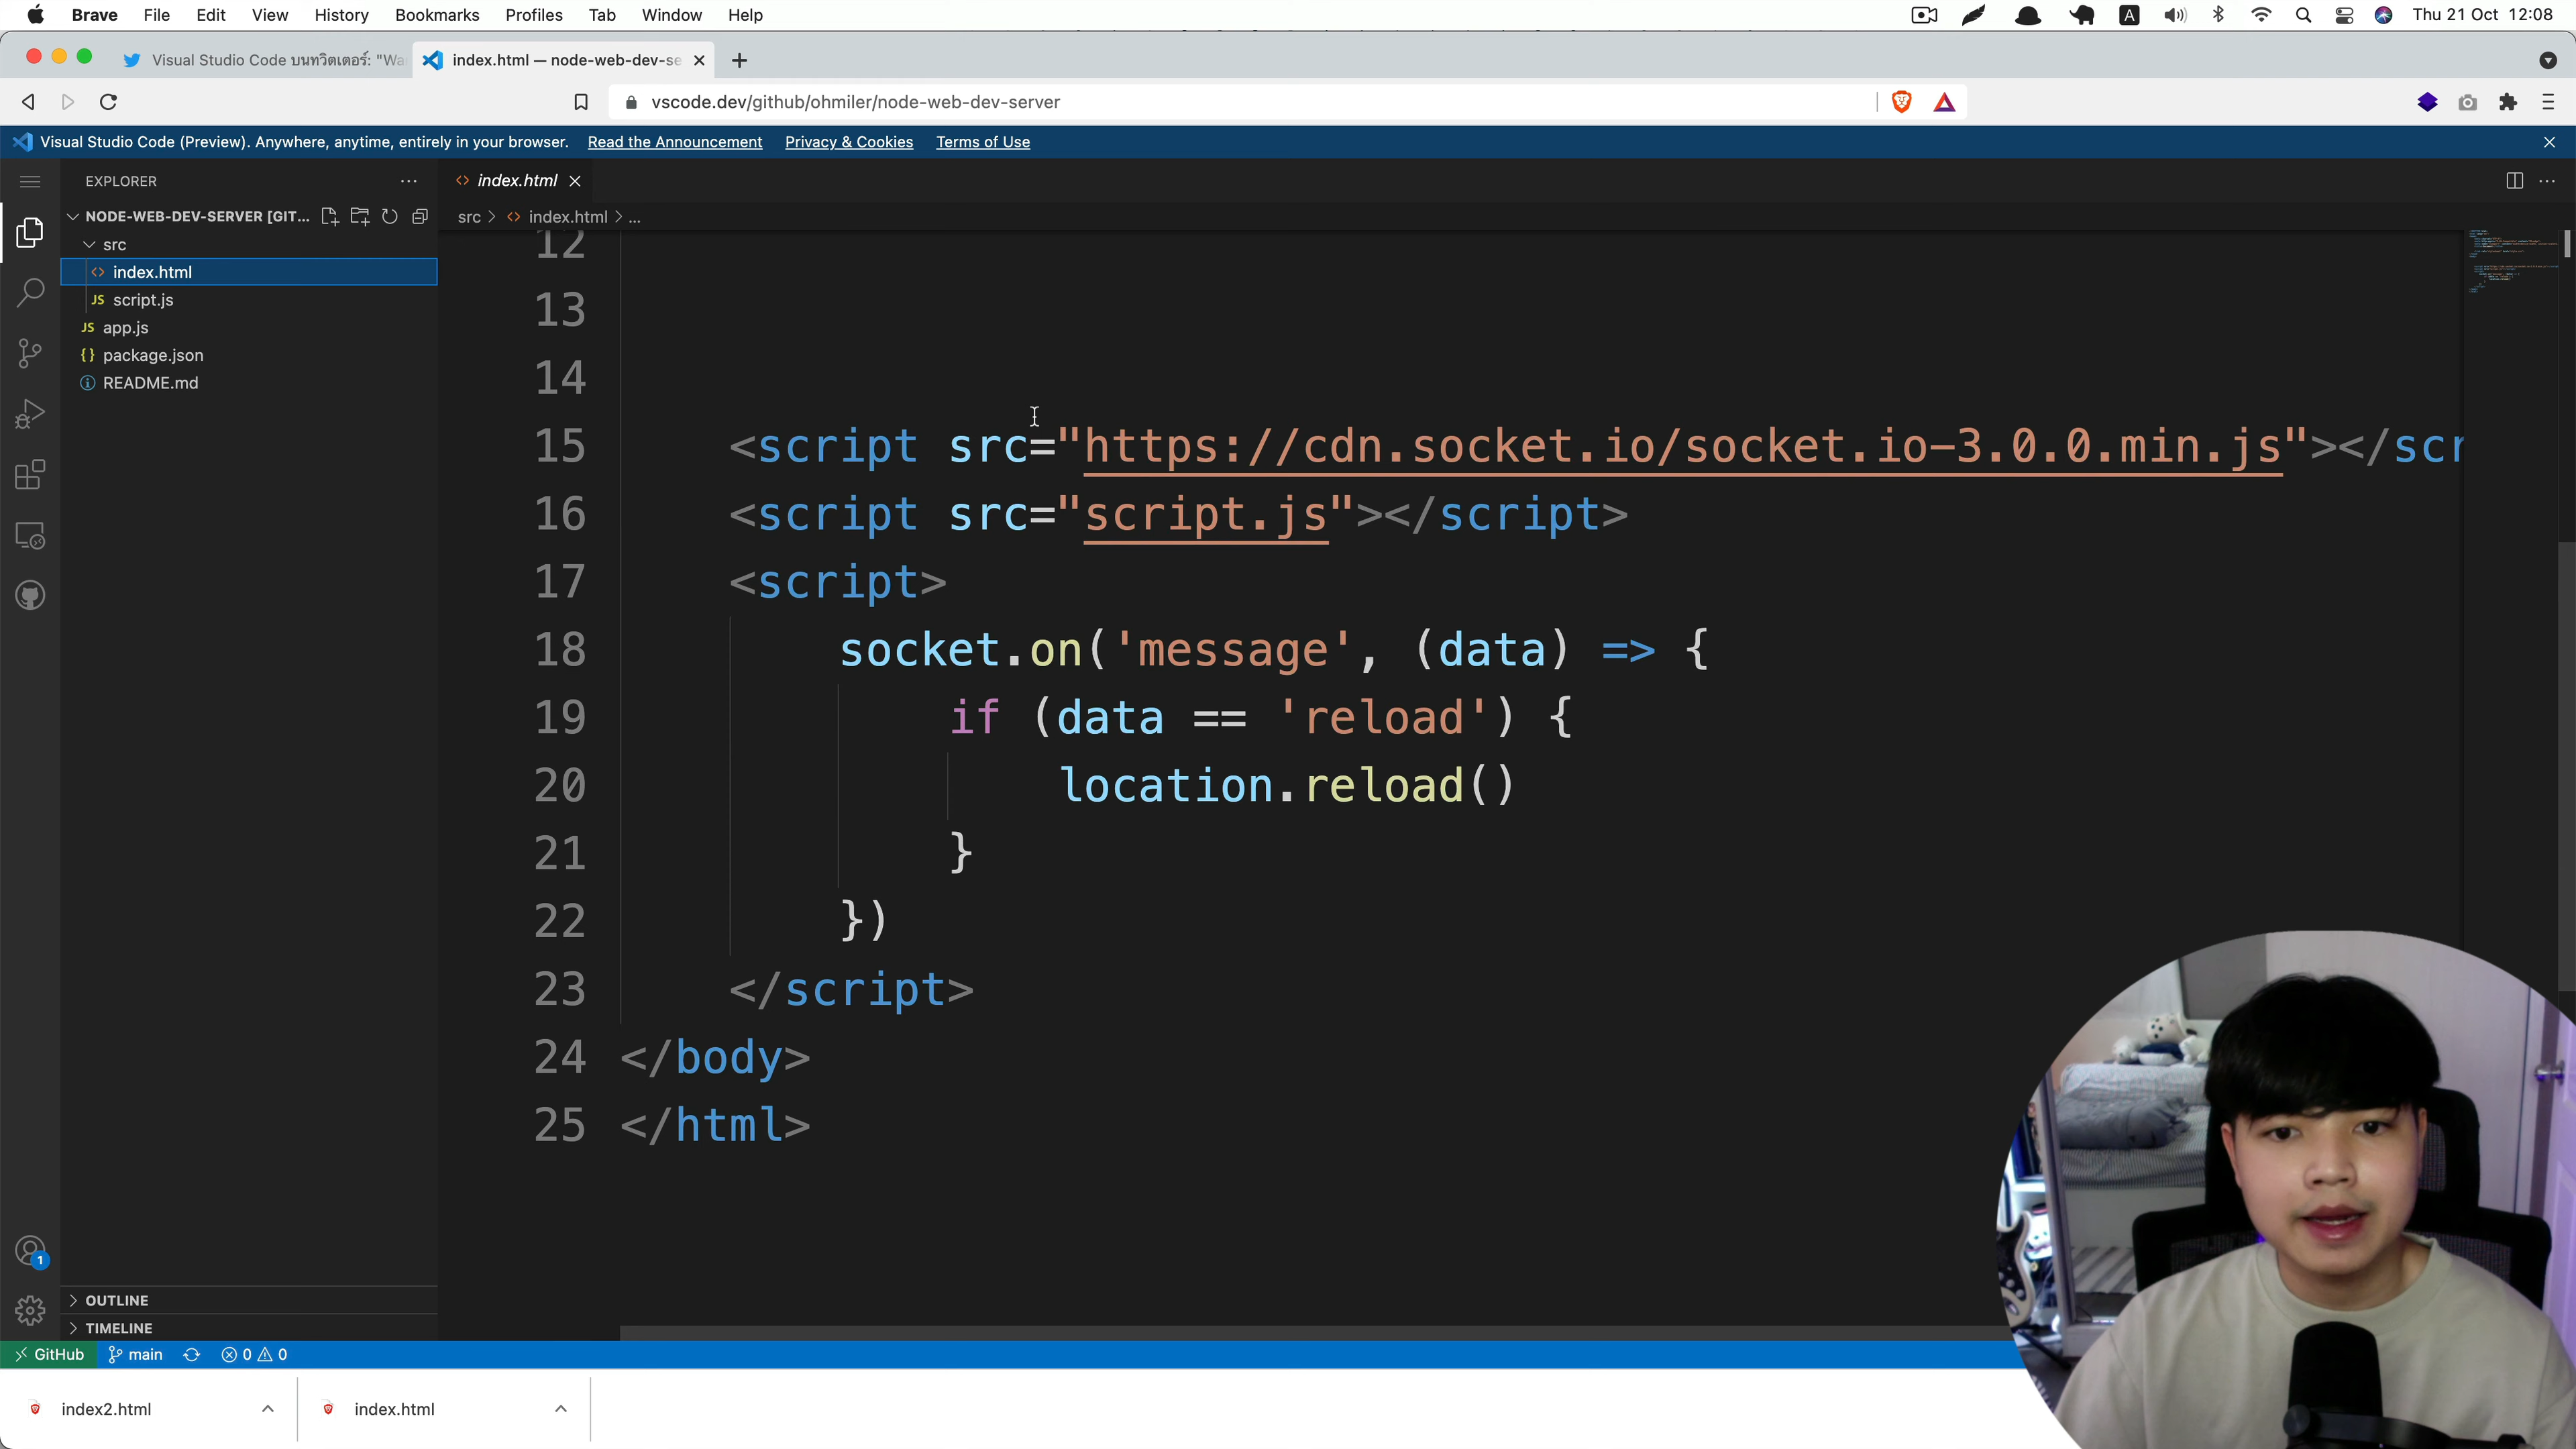 Brave File Edit View History Bookmarks Profiles Tab Window Help A Thu 21 Oct 12:08
Visual Studio Code บนทวิตเตอร์: "Wa
index.html — node-web-dev-se
vscode.dev/github/ohmiler/node-web-dev-server
Visual Studio Code (Preview). Anywhere, anytime, entirely in your browser. Read the Announcement Privacy & Cookies Terms of Use
EXPLORER
NODE-WEB-DEV-SERVER [GIT...
src
index.html
script.js
app.js
package.json
README.md
OUTLINE
TIMELINE
index.html
src > index.html > ...
12
13
14
15 <script src="https://cdn.socket.io/socket.io-3.0.0.min.js"></scr
16 <script src="script.js"></script>
17 <script>
18 socket.on('message', (data) => {
19 if (data == 'reload') {
20 location.reload()
21 }
22 })
23 </script>
24 </body>
25 </html>
1
GitHub main 0 0
index2.html
index.html